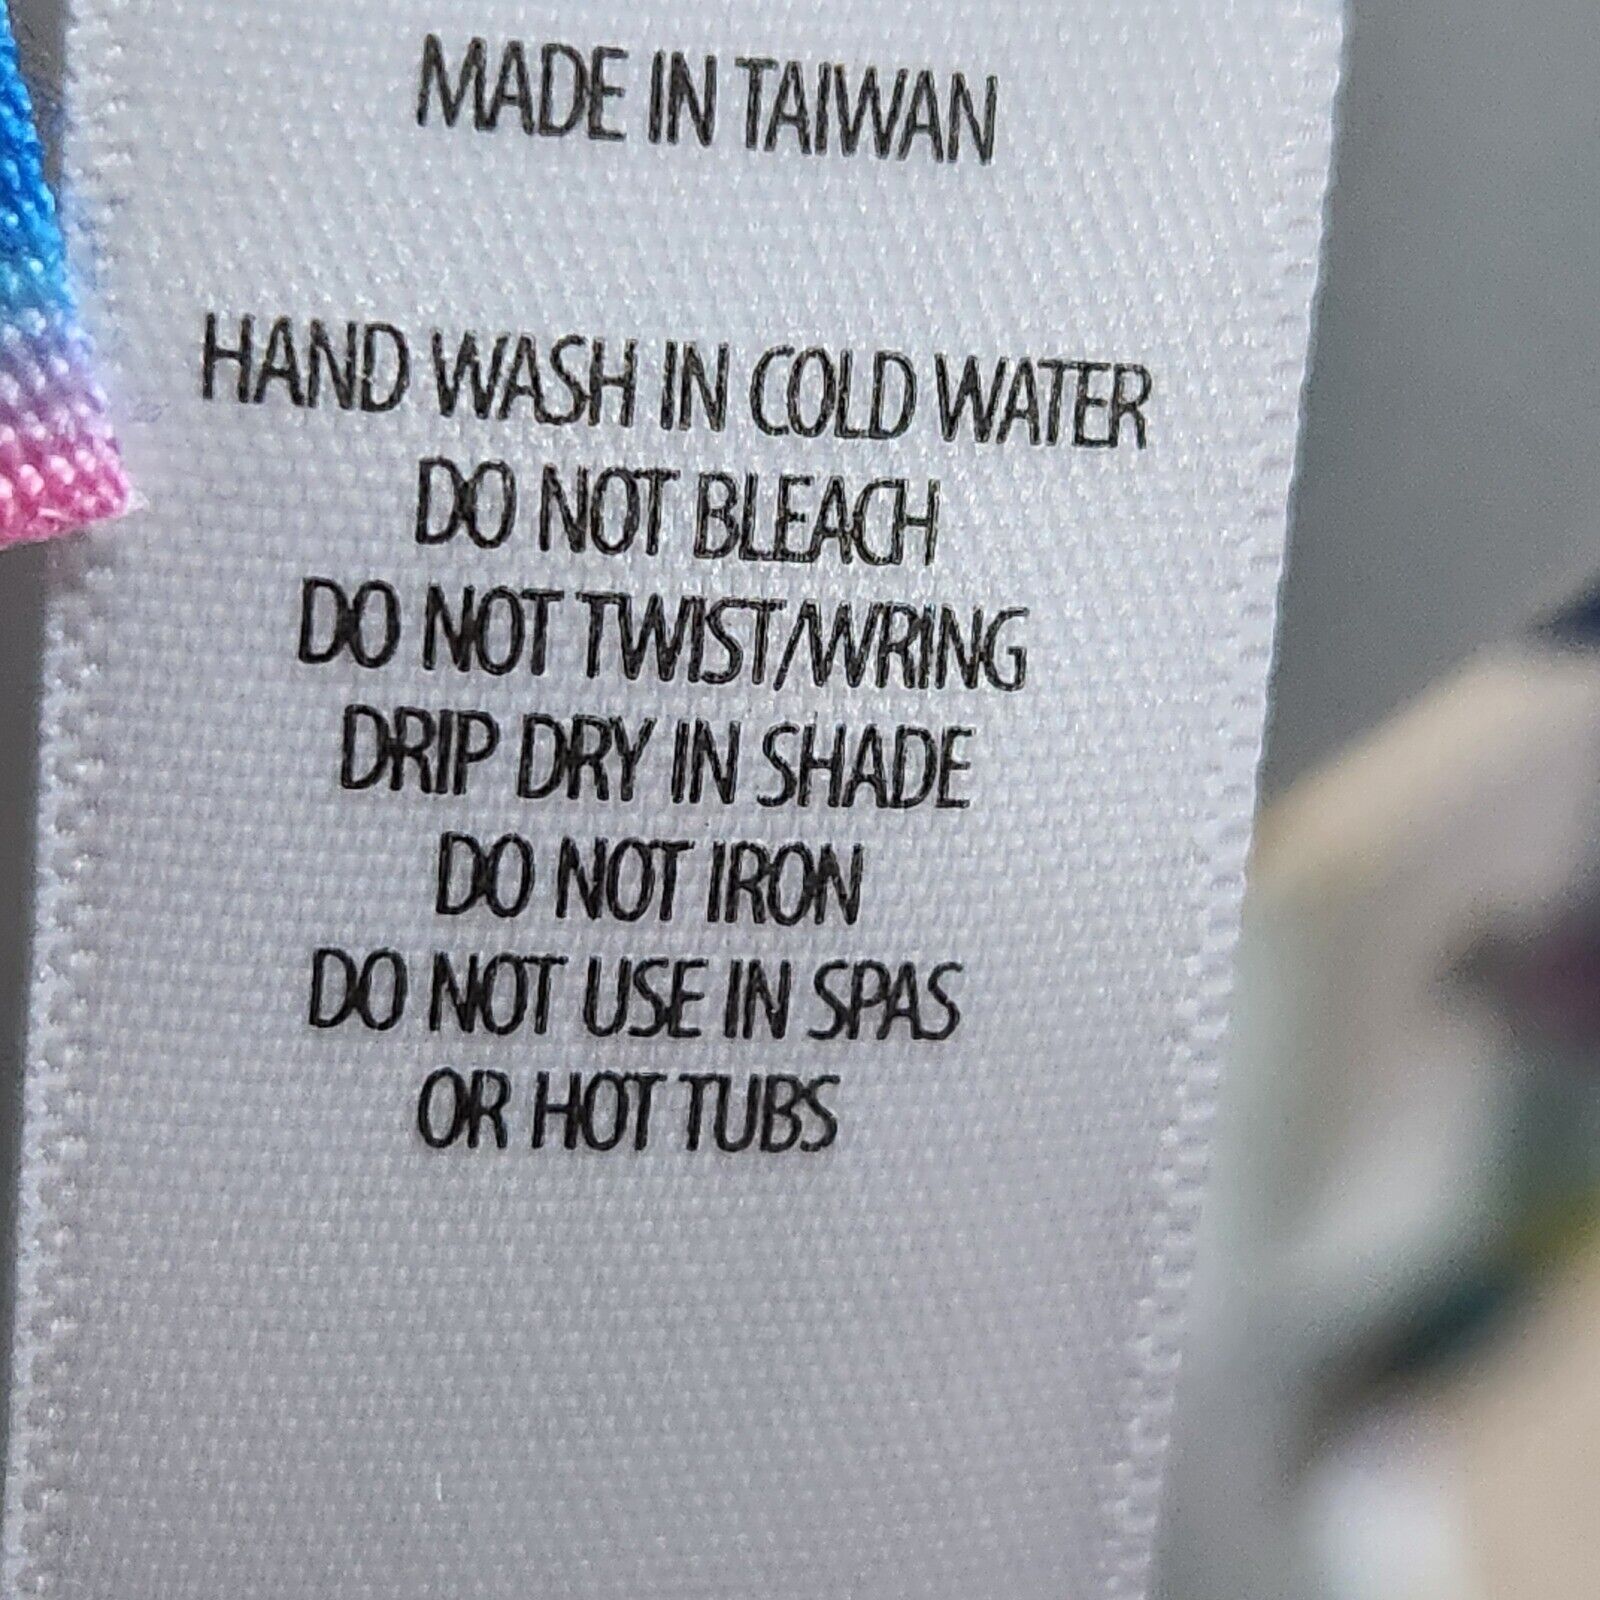 MADE IN TAIWAN
HAND WASH IN COLD WATER
DO NOT BLEACH
DO NOT TWIST/WRING
DRIP DRY IN SHADE
DO NOT IRON
DO NOT USE IN SPAS
OR HOT TUBS